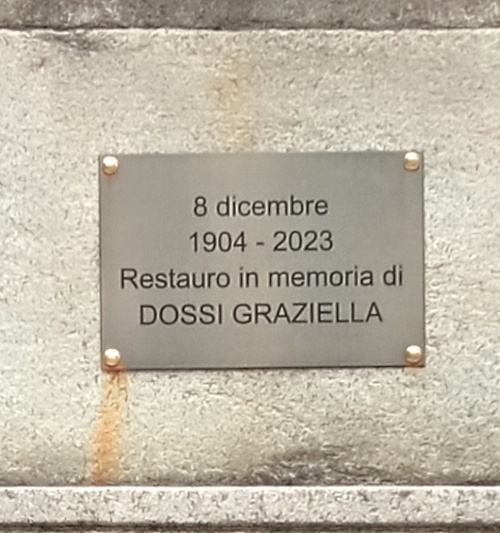 8 dicembre
1904 - 2023
Restauro in memoria di
DOSSI GRAZIELLA